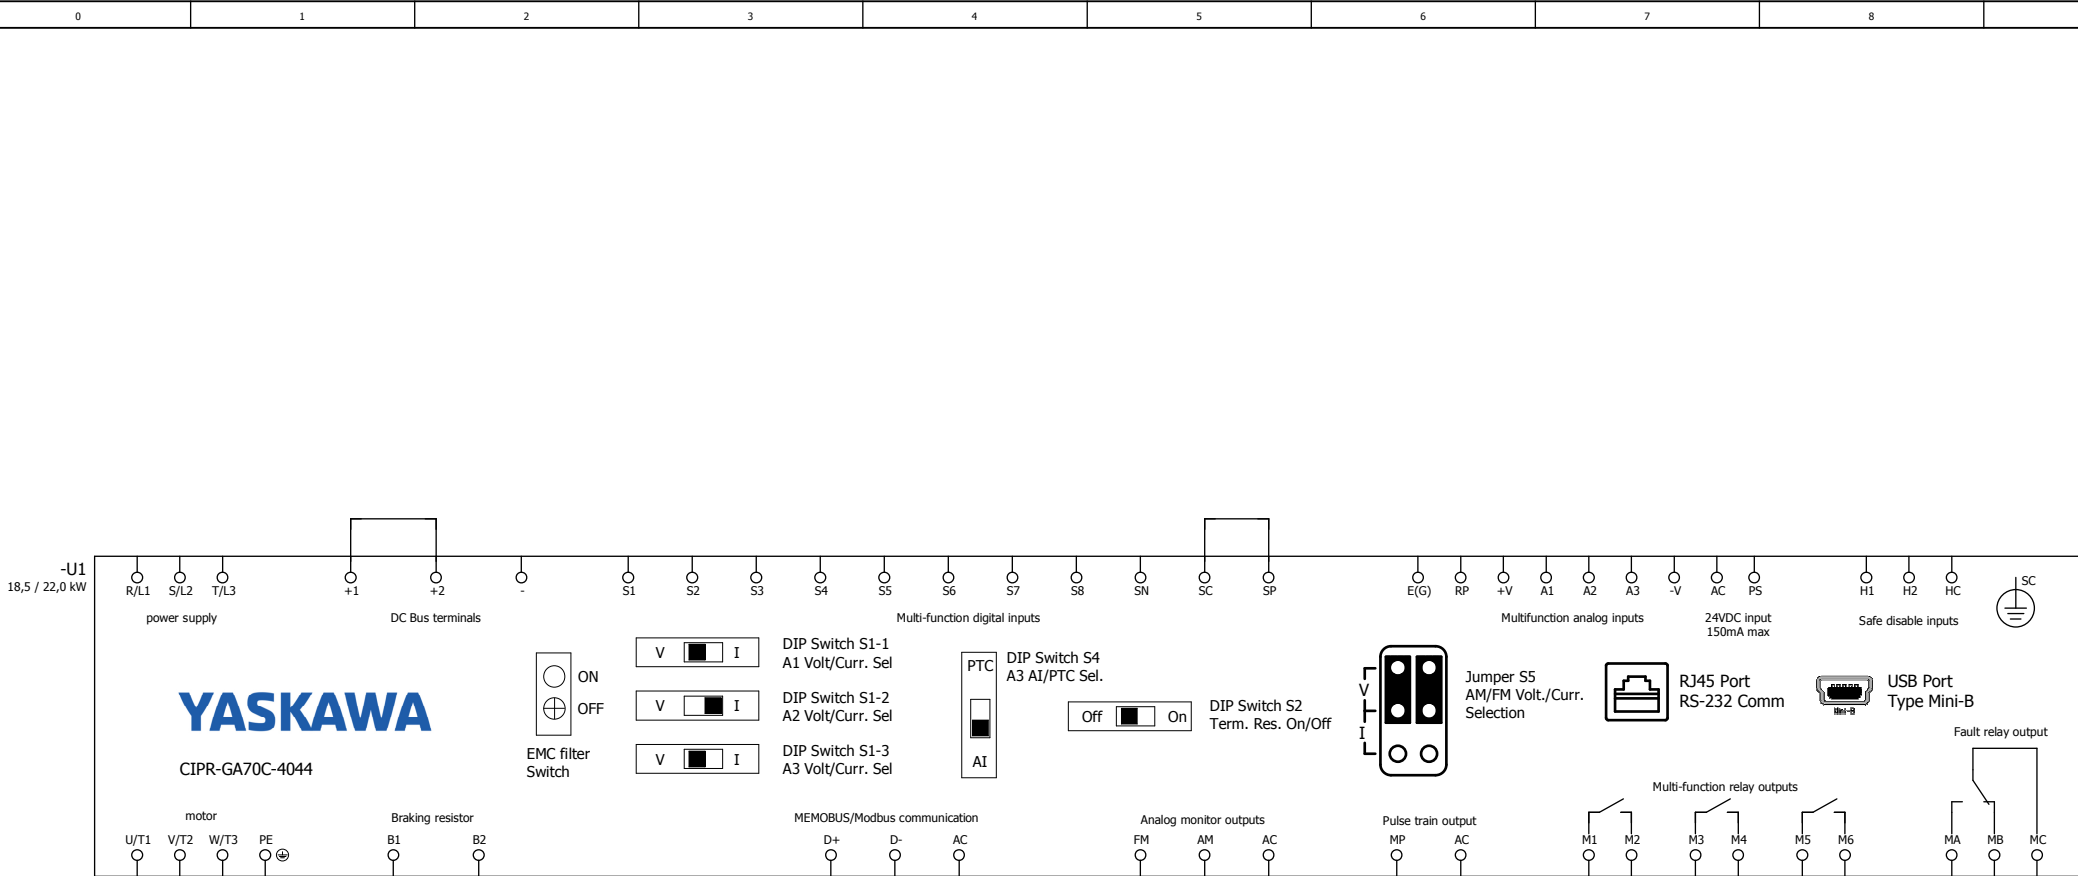 0 1 2 3 4 5 6 7 8
-U1
18,5 / 22,0 kW
R/L1 S/L2 T/L3 +1 +2 - S1 S2 S3 S4 S5 S6 S7 S8 SN SC SP E(G) RP +V A1 A2 A3 -V AC PS H1 H2 HC SC
power supply DC Bus terminals Multi-function digital inputs Multifunction analog inputs 24VDC input Safe disable inputs
150mA max
V I DIP Switch S1-1
A1 Volt/Curr. Sel
V I DIP Switch S1-2
A2 Volt/Curr. Sel
V I DIP Switch S1-3
A3 Volt/Curr. Sel
ON
OFF
EMC filter
Switch
PTC
AI
DIP Switch S4
A3 AI/PTC Sel.
Off On
DIP Switch S2
Term. Res. On/Off
V
I
Jumper S5
AM/FM Volt./Curr.
Selection
RJ45 Port
RS-232 Comm
Mini-B
USB Port
Type Mini-B
YASKAWA
CIPR-GA70C-4044
Fault relay output
Multi-function relay outputs
motor Braking resistor MEMOBUS/Modbus communication Analog monitor outputs Pulse train output
U/T1 V/T2 W/T3 PE B1 B2 D+ D- AC FM AM AC MP AC M1 M2 M3 M4 M5 M6 MA MB MC